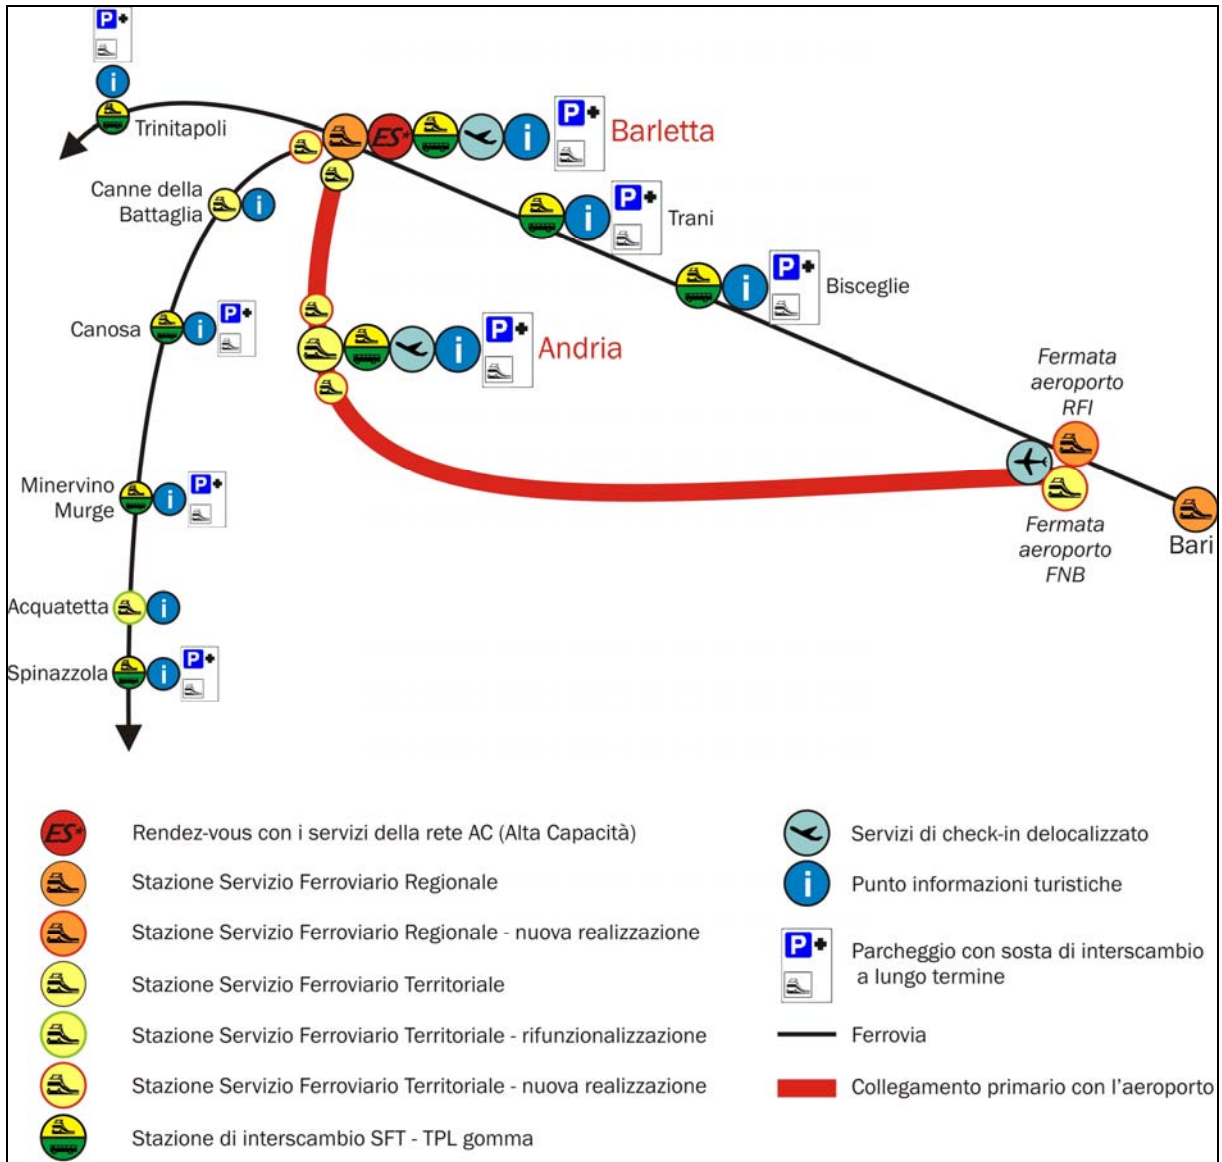 P+
i
Trinitapoli
ES*
i
P+
Barletta
Canne della
Battaglia
i
i
P+
Trani
i
P+
Bisceglie
Canosa
i
P+
i
P+
Andria
Fermata
aeroporto
RFI
Minervino
Murge
i
P+
Fermata
aeroporto
FNB
Bari
Acquatetta
i
Spinazzola
i
P+
ES*
Rendez-vous con i servizi della rete AC (Alta Capacità)
Stazione Servizio Ferroviario Regionale
Stazione Servizio Ferroviario Regionale - nuova realizzazione
Stazione Servizio Ferroviario Territoriale
Stazione Servizio Ferroviario Territoriale - rifunzionalizzazione
Stazione Servizio Ferroviario Territoriale - nuova realizzazione
Stazione di interscambio SFT - TPL gomma
Servizi di check-in delocalizzato
i
Punto informazioni turistiche
P+
Parcheggio con sosta di interscambio
a lungo termine
Ferrovia
Collegamento primario con l'aeroporto